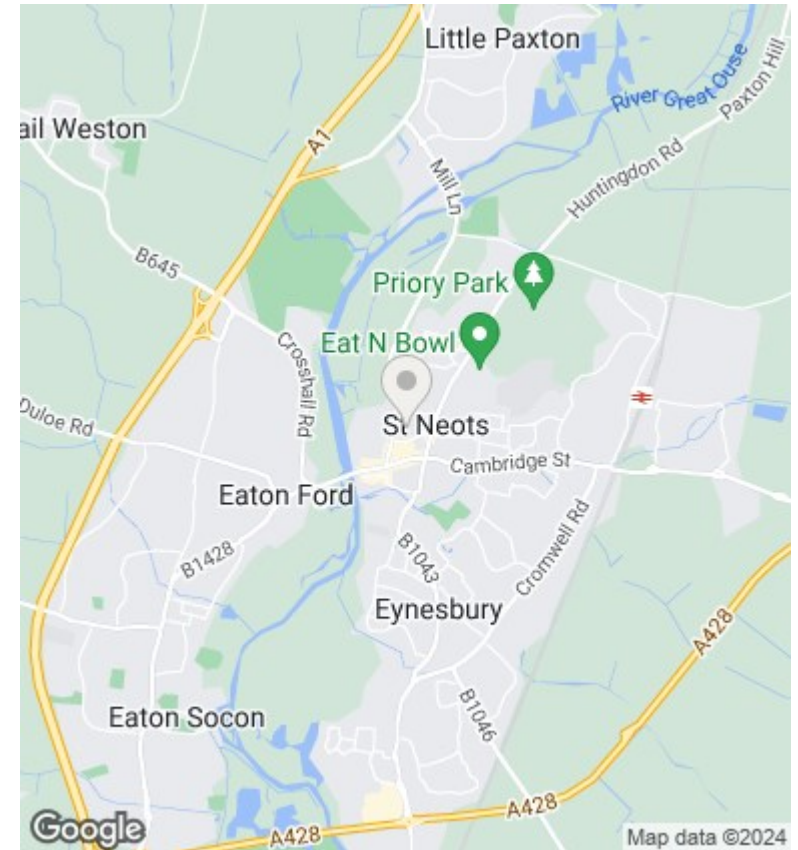 Little Paxton
River Great Ouse
Paxton Hill
ail Weston
A1
Mill Ln
Huntingdon Rd
B645
Priory Park
Eat N Bowl
Crosshall Rd
Duloe Rd
St Neots
Cambridge St
Eaton Ford
Cromwell Rd
B1428
B1043
Eynesbury
A428
Eaton Socon
B1046
A428
A428
Google
Map data ©2024